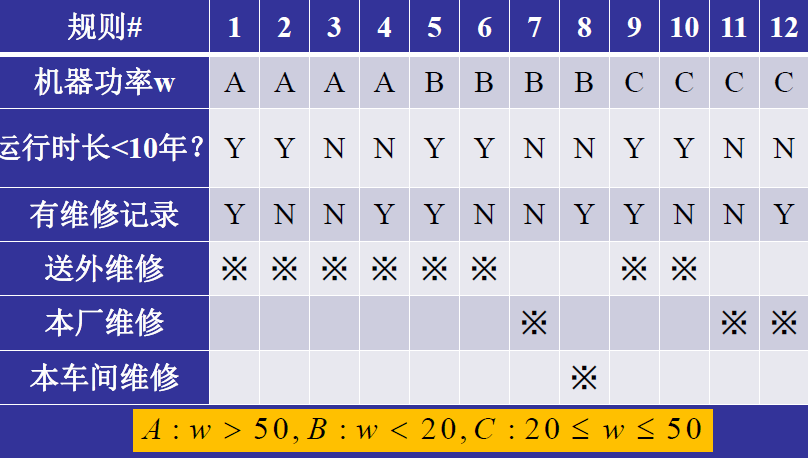 规则# 1 2 3 4 5 6 7 8 9 10 11 12
机器功率w A A A A B B B B C C C C
运行时长<10年？ Y Y N N Y Y N N Y Y N N
有维修记录 Y N N Y Y N N Y Y N N Y
送外维修 ※ ※ ※ ※ ※ ※ ※ ※
本厂维修 ※ ※ ※
本车间维修 ※
A : w > 50, B : w < 20, C : 20 ≤ w ≤ 50